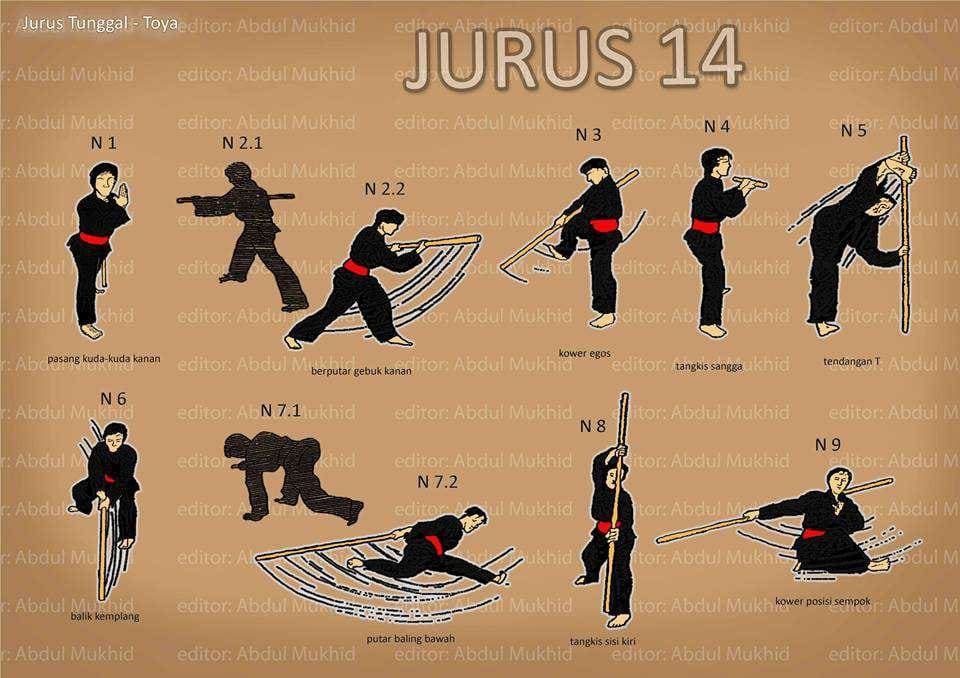 Jurus Tunggal - Toya
JURUS 14
editor: Abdul Mukhid
N 1
N 2.1
N 2.2
N 3
N 4
N 5
pasang kuda-kuda kanan
berputar gebuk kanan
kower egos
tangkis sangga
tendangan T
N 6
N 7.1
N 7.2
N 8
N 9
balik kemplang
putar baling bawah
tangkis sisi kiri
kower posisi sempok